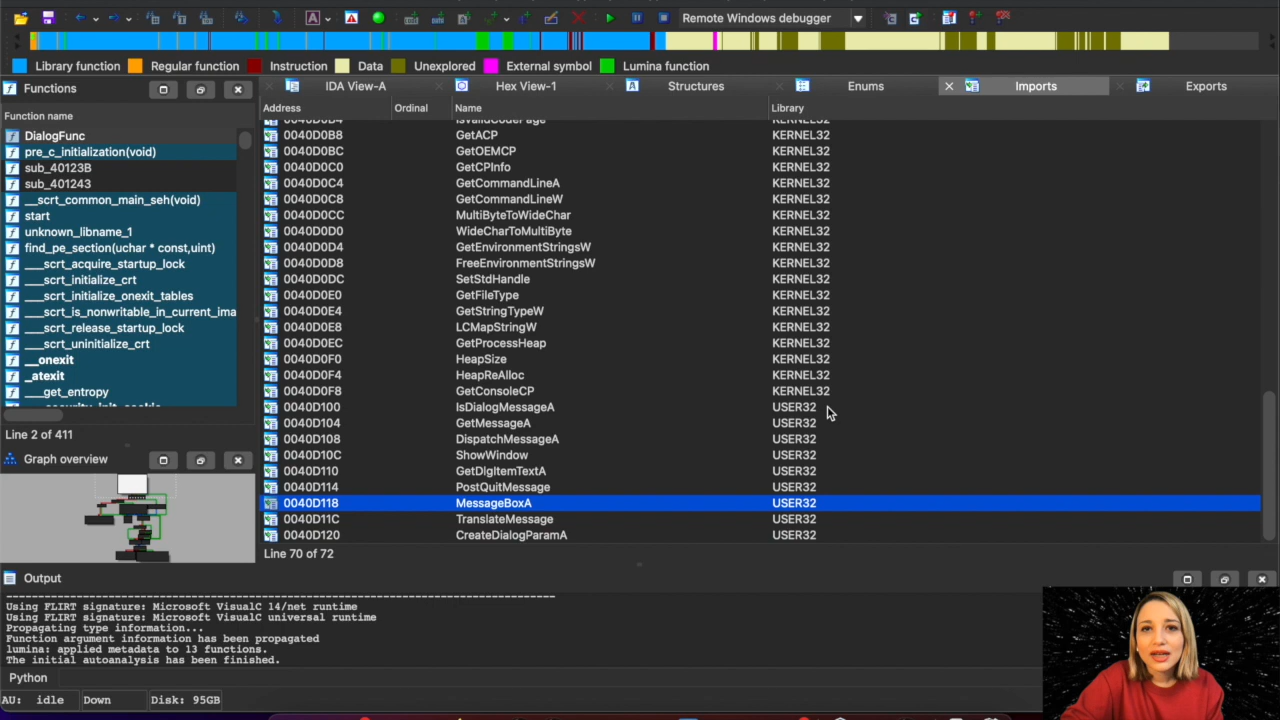 Remote Windows debugger
Library function Regular function Instruction Data Unexplored External symbol Lumina function
Functions IDA View-A Hex View-1 Structures Enums Imports Exports
Function name
DialogFunc
pre_c_initialization(void)
sub_40123B
sub_401243
__scrt_common_main_seh(void)
start
unknown_libname_1
find_pe_section(uchar * const,uint)
___scrt_acquire_startup_lock
___scrt_initialize_crt
___scrt_initialize_onexit_tables
___scrt_is_nonwritable_in_current_ima
___scrt_release_startup_lock
___scrt_uninitialize_crt
__onexit
_atexit
___get_entropy
Line 2 of 411
Graph overview
Address Ordinal Name Library
0040D0B4 IsValidCodePage KERNEL32
0040D0B8 GetACP KERNEL32
0040D0BC GetOEMCP KERNEL32
0040D0C0 GetCPInfo KERNEL32
0040D0C4 GetCommandLineA KERNEL32
0040D0C8 GetCommandLineW KERNEL32
0040D0CC MultiByteToWideChar KERNEL32
0040D0D0 WideCharToMultiByte KERNEL32
0040D0D4 GetEnvironmentStringsW KERNEL32
0040D0D8 FreeEnvironmentStringsW KERNEL32
0040D0DC SetStdHandle KERNEL32
0040D0E0 GetFileType KERNEL32
0040D0E4 GetStringTypeW KERNEL32
0040D0E8 LCMapStringW KERNEL32
0040D0EC GetProcessHeap KERNEL32
0040D0F0 HeapSize KERNEL32
0040D0F4 HeapReAlloc KERNEL32
0040D0F8 GetConsoleCP KERNEL32
0040D100 IsDialogMessageA USER32
0040D104 GetMessageA USER32
0040D108 DispatchMessageA USER32
0040D10C ShowWindow USER32
0040D110 GetDlgItemTextA USER32
0040D114 PostQuitMessage USER32
0040D118 MessageBoxA USER32
0040D11C TranslateMessage USER32
0040D120 CreateDialogParamA USER32
Line 70 of 72
Output
Using FLIRT signature: Microsoft VisualC 14/net runtime
Using FLIRT signature: Microsoft VisualC universal runtime
Propagating type information...
Function argument information has been propagated
lumina: applied metadata to 13 functions.
The initial autoanalysis has been finished.
Python
AU: idle Down Disk: 95GB